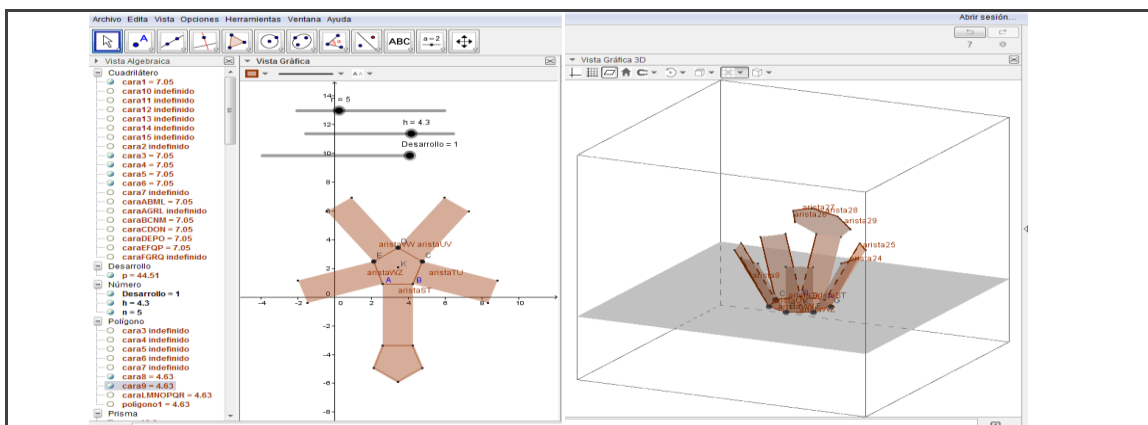 Archivo Edita Vista Opciones Herramientas Ventana Ayuda
Abrir sesión...
ABC
a=2
Vista Algebraica
Cuadrilátero
cara1 = 7.05
cara10 indefinido
cara11 indefinido
cara12 indefinido
cara13 indefinido
cara14 indefinido
cara15 indefinido
cara2 indefinido
cara3 = 7.05
cara4 = 7.05
cara5 = 7.05
cara6 = 7.05
cara7 indefinido
caraABML = 7.05
caraAGRL = 7.05
caraBCNM = 7.05
caraCDON = 7.05
caraDEPO = 7.05
caraEFQP = 7.05
caraFGRQ = 7.05
Desarrollo
p = 44.51
Número
Desarrollo = 1
h = 4.3
n = 5
Polígono
cara3 indefinido
cara4 indefinido
cara5 indefinido
cara6 indefinido
cara7 indefinido
cara8 = 4.63
cara9 = 4.63
caraLMNOPQR = 4.63
polígono1 = 4.63
Prisma
Vista Gráfica
AA
= 5
h = 4.3
Desarrollo = 1
14
12
10
8
6
4
2
0
-2
-4
-6
-8
-4
-2
0
2
4
6
8
10
aristaUV
E
C
K
aristaWZ
aristaTU
A
B
aristaST
Vista Gráfica 3D
arista27
arista28
arista29
arista25
arista24